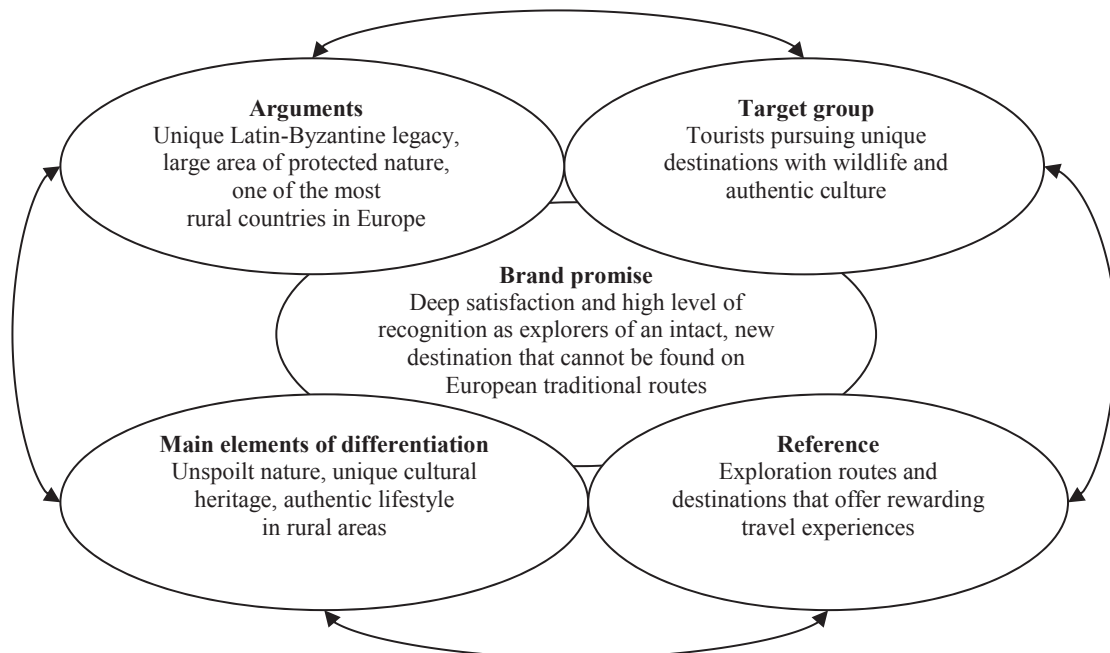 Arguments
Unique Latin-Byzantine legacy,
large area of protected nature,
one of the most
rural countries in Europe
Target group
Tourists pursuing unique
destinations with wildlife and
authentic culture
Brand promise
Deep satisfaction and high level of
recognition as explorers of an intact, new
destination that cannot be found on
European traditional routes
Main elements of differentiation
Unspoilt nature, unique cultural
heritage, authentic lifestyle
in rural areas
Reference
Exploration routes and
destinations that offer rewarding
travel experiences